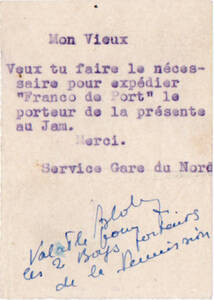 Mon Vieux
Veux tu faire le néces-
saire pour expédier
"Franco de Port" le
porteur de la présente
au Jam.
Merci.
Service Gare du Nord
Valable
pour
les 2 Boys porteurs
de la permission